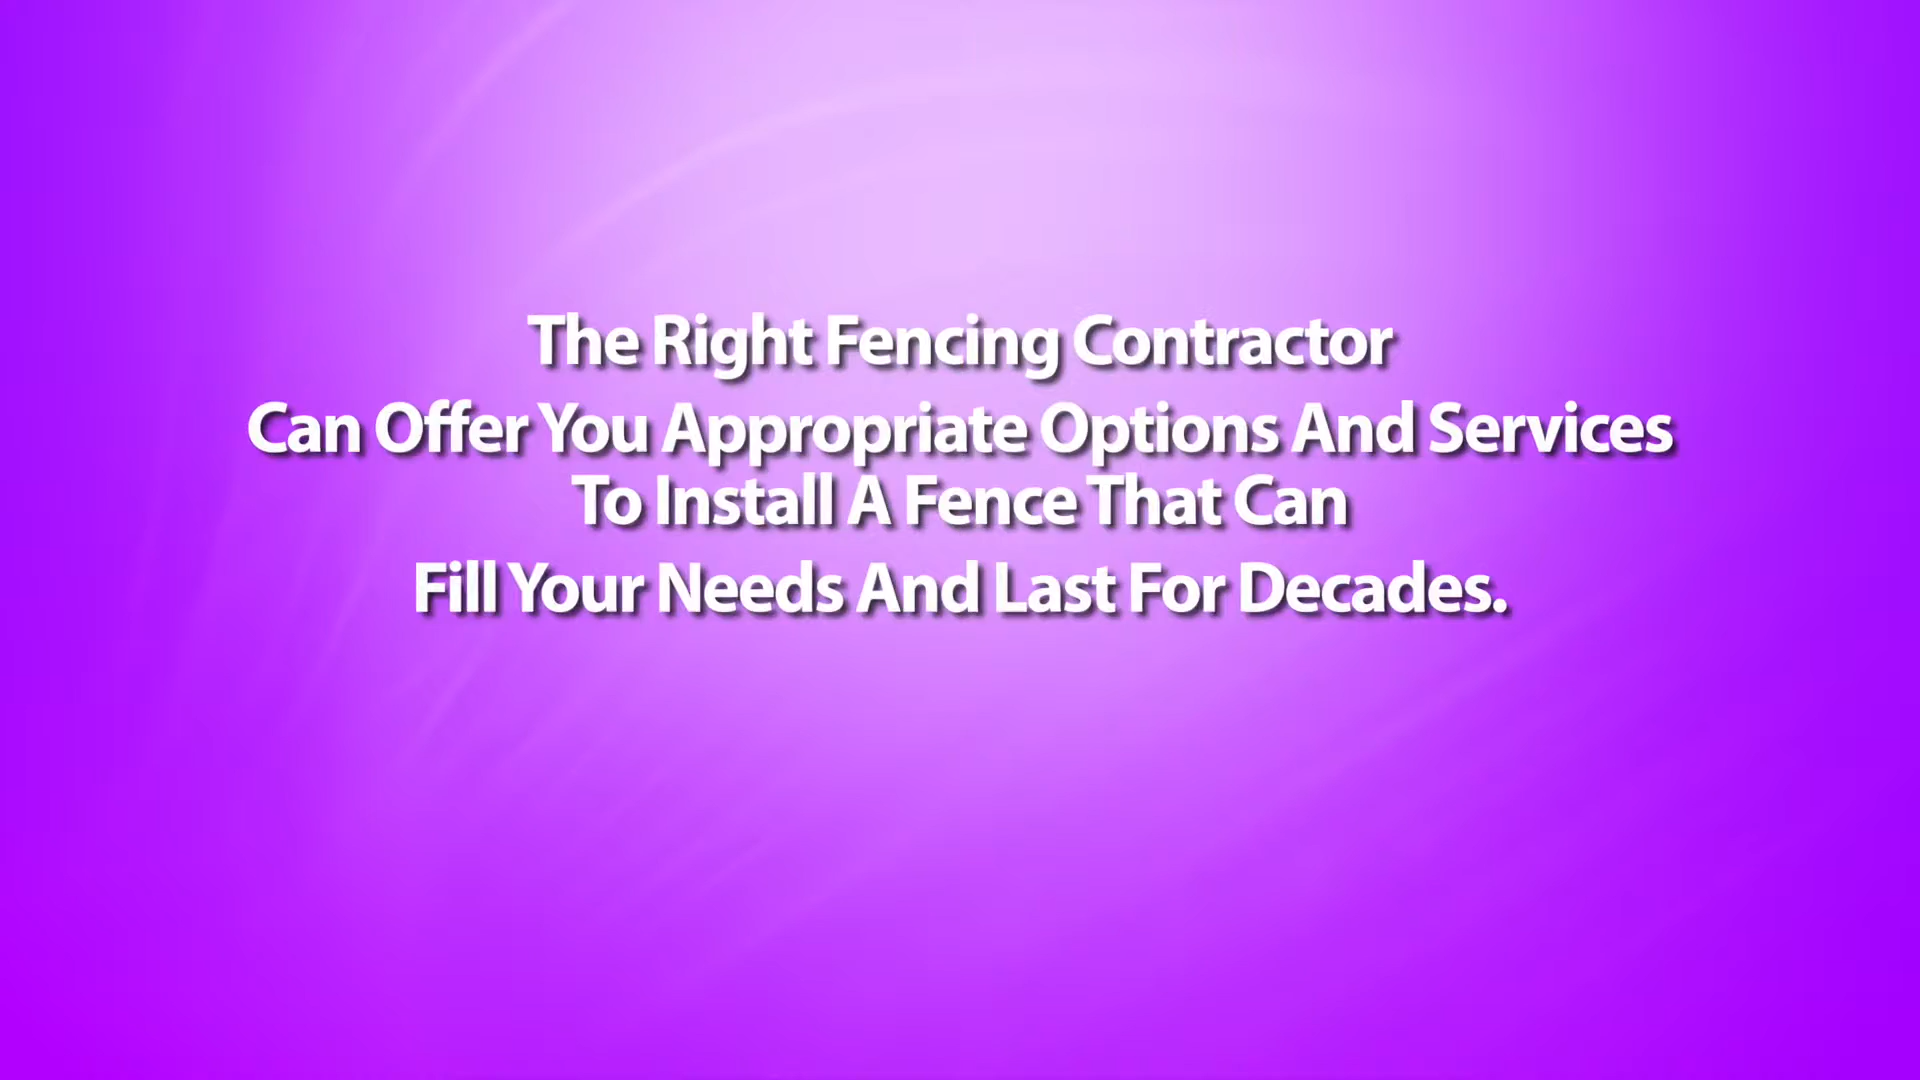 The Right Fencing Contractor
Can Offer You Appropriate Options And Services
To Install A Fence That Can
Fill Your Needs And Last For Decades.